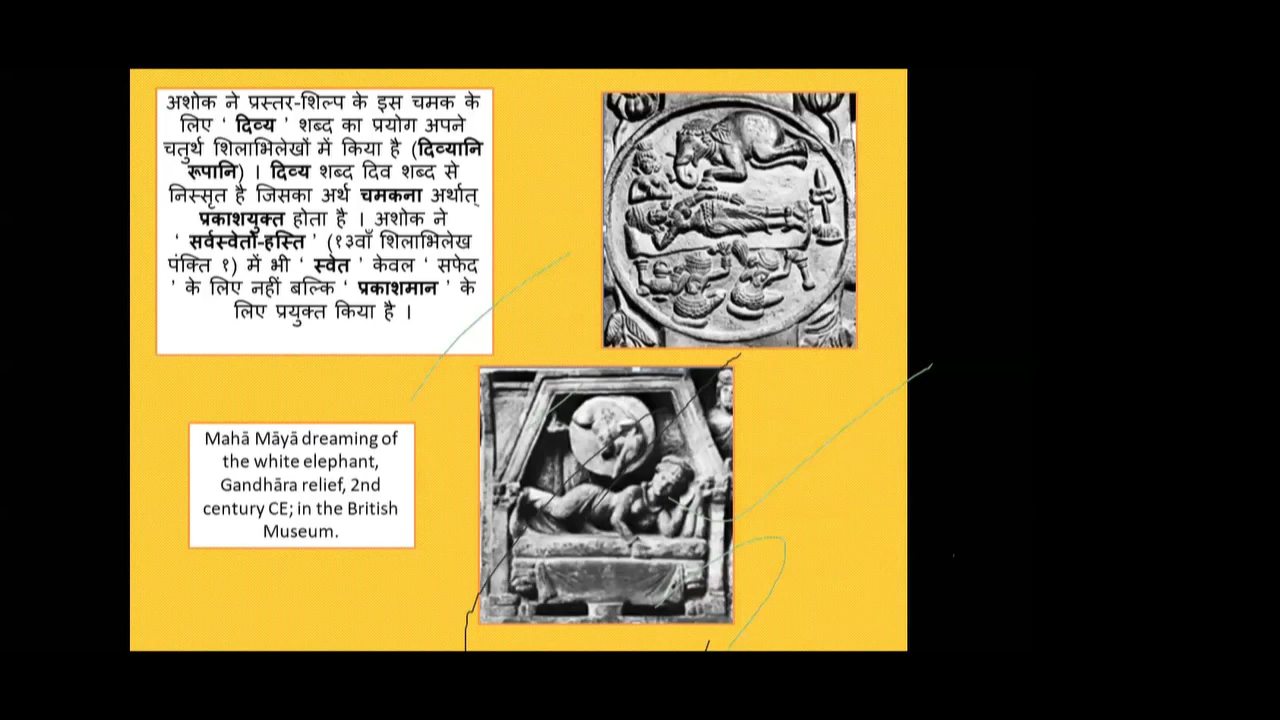 अशोक ने प्रस्तर-शिल्प के इस चमक के
लिए ' दिव्य ' शब्द का प्रयोग अपने
चतुर्थ शिलाभिलेखों में किया है (दिव्यानि
रूपानि) । दिव्य शब्द दिव शब्द से
निस्सृत है जिसका अर्थ चमकना अर्थात्
प्रकाशयुक्त होता है । अशोक ने
' सर्वस्वेतो-हस्ति ' (१३वाँ शिलाभिलेख
पंक्ति १) में भी ' स्वेत ' केवल ' सफेद
' के लिए नहीं बल्कि ' प्रकाशमान ' के
लिए प्रयुक्त किया है ।
Mahā Māyā dreaming of
the white elephant,
Gandhāra relief, 2nd
century CE; in the British
Museum.